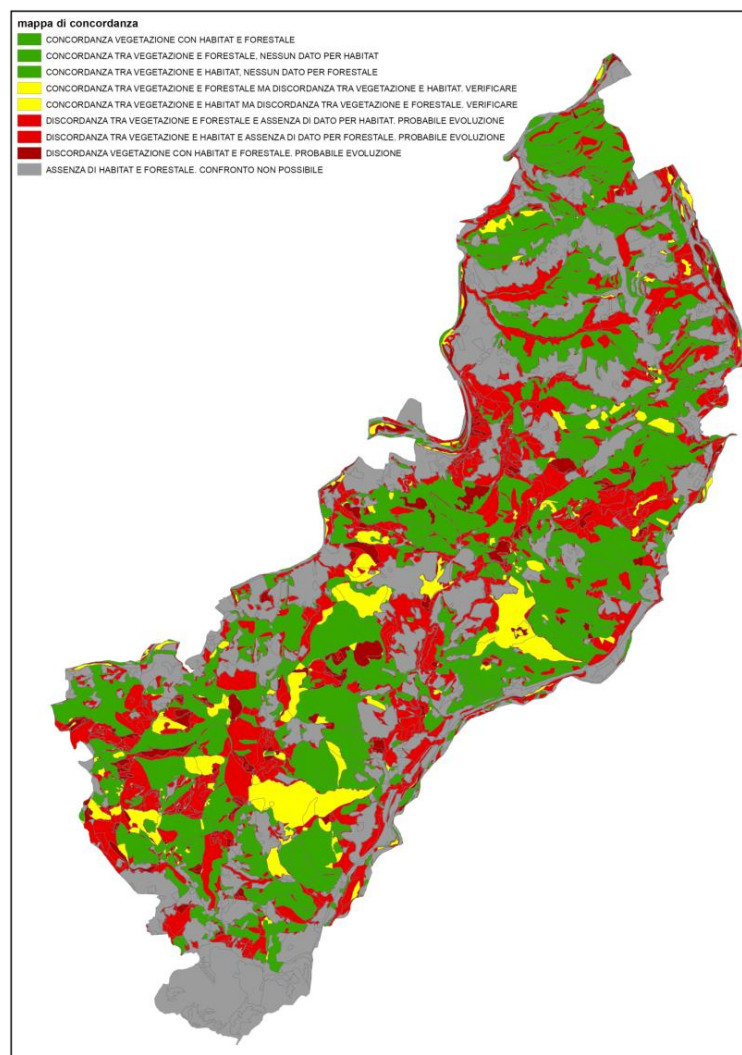 mappa di concordanza
CONCORDANZA VEGETAZIONE CON HABITAT E FORESTALE
CONCORDANZA TRA VEGETAZIONE E FORESTALE, NESSUN DATO PER HABITAT
CONCORDANZA TRA VEGETAZIONE E HABITAT, NESSUN DATO PER FORESTALE
CONCORDANZA TRA VEGETAZIONE E FORESTALE MA DISCORDANZA TRA VEGETAZIONE E HABITAT. VERIFICARE
CONCORDANZA TRA VEGETAZIONE E HABITAT MA DISCORDANZA TRA VEGETAZIONE E FORESTALE. VERIFICARE
DISCORDANZA TRA VEGETAZIONE E FORESTALE E ASSENZA DI DATO PER HABITAT. PROBABILE EVOLUZIONE
DISCORDANZA TRA VEGETAZIONE E HABITAT E ASSENZA DI DATO PER FORESTALE. PROBABILE EVOLUZIONE
DISCORDANZA VEGETAZIONE CON HABITAT E FORESTALE. PROBABILE EVOLUZIONE
ASSENZA DI HABITAT E FORESTALE. CONFRONTO NON POSSIBILE